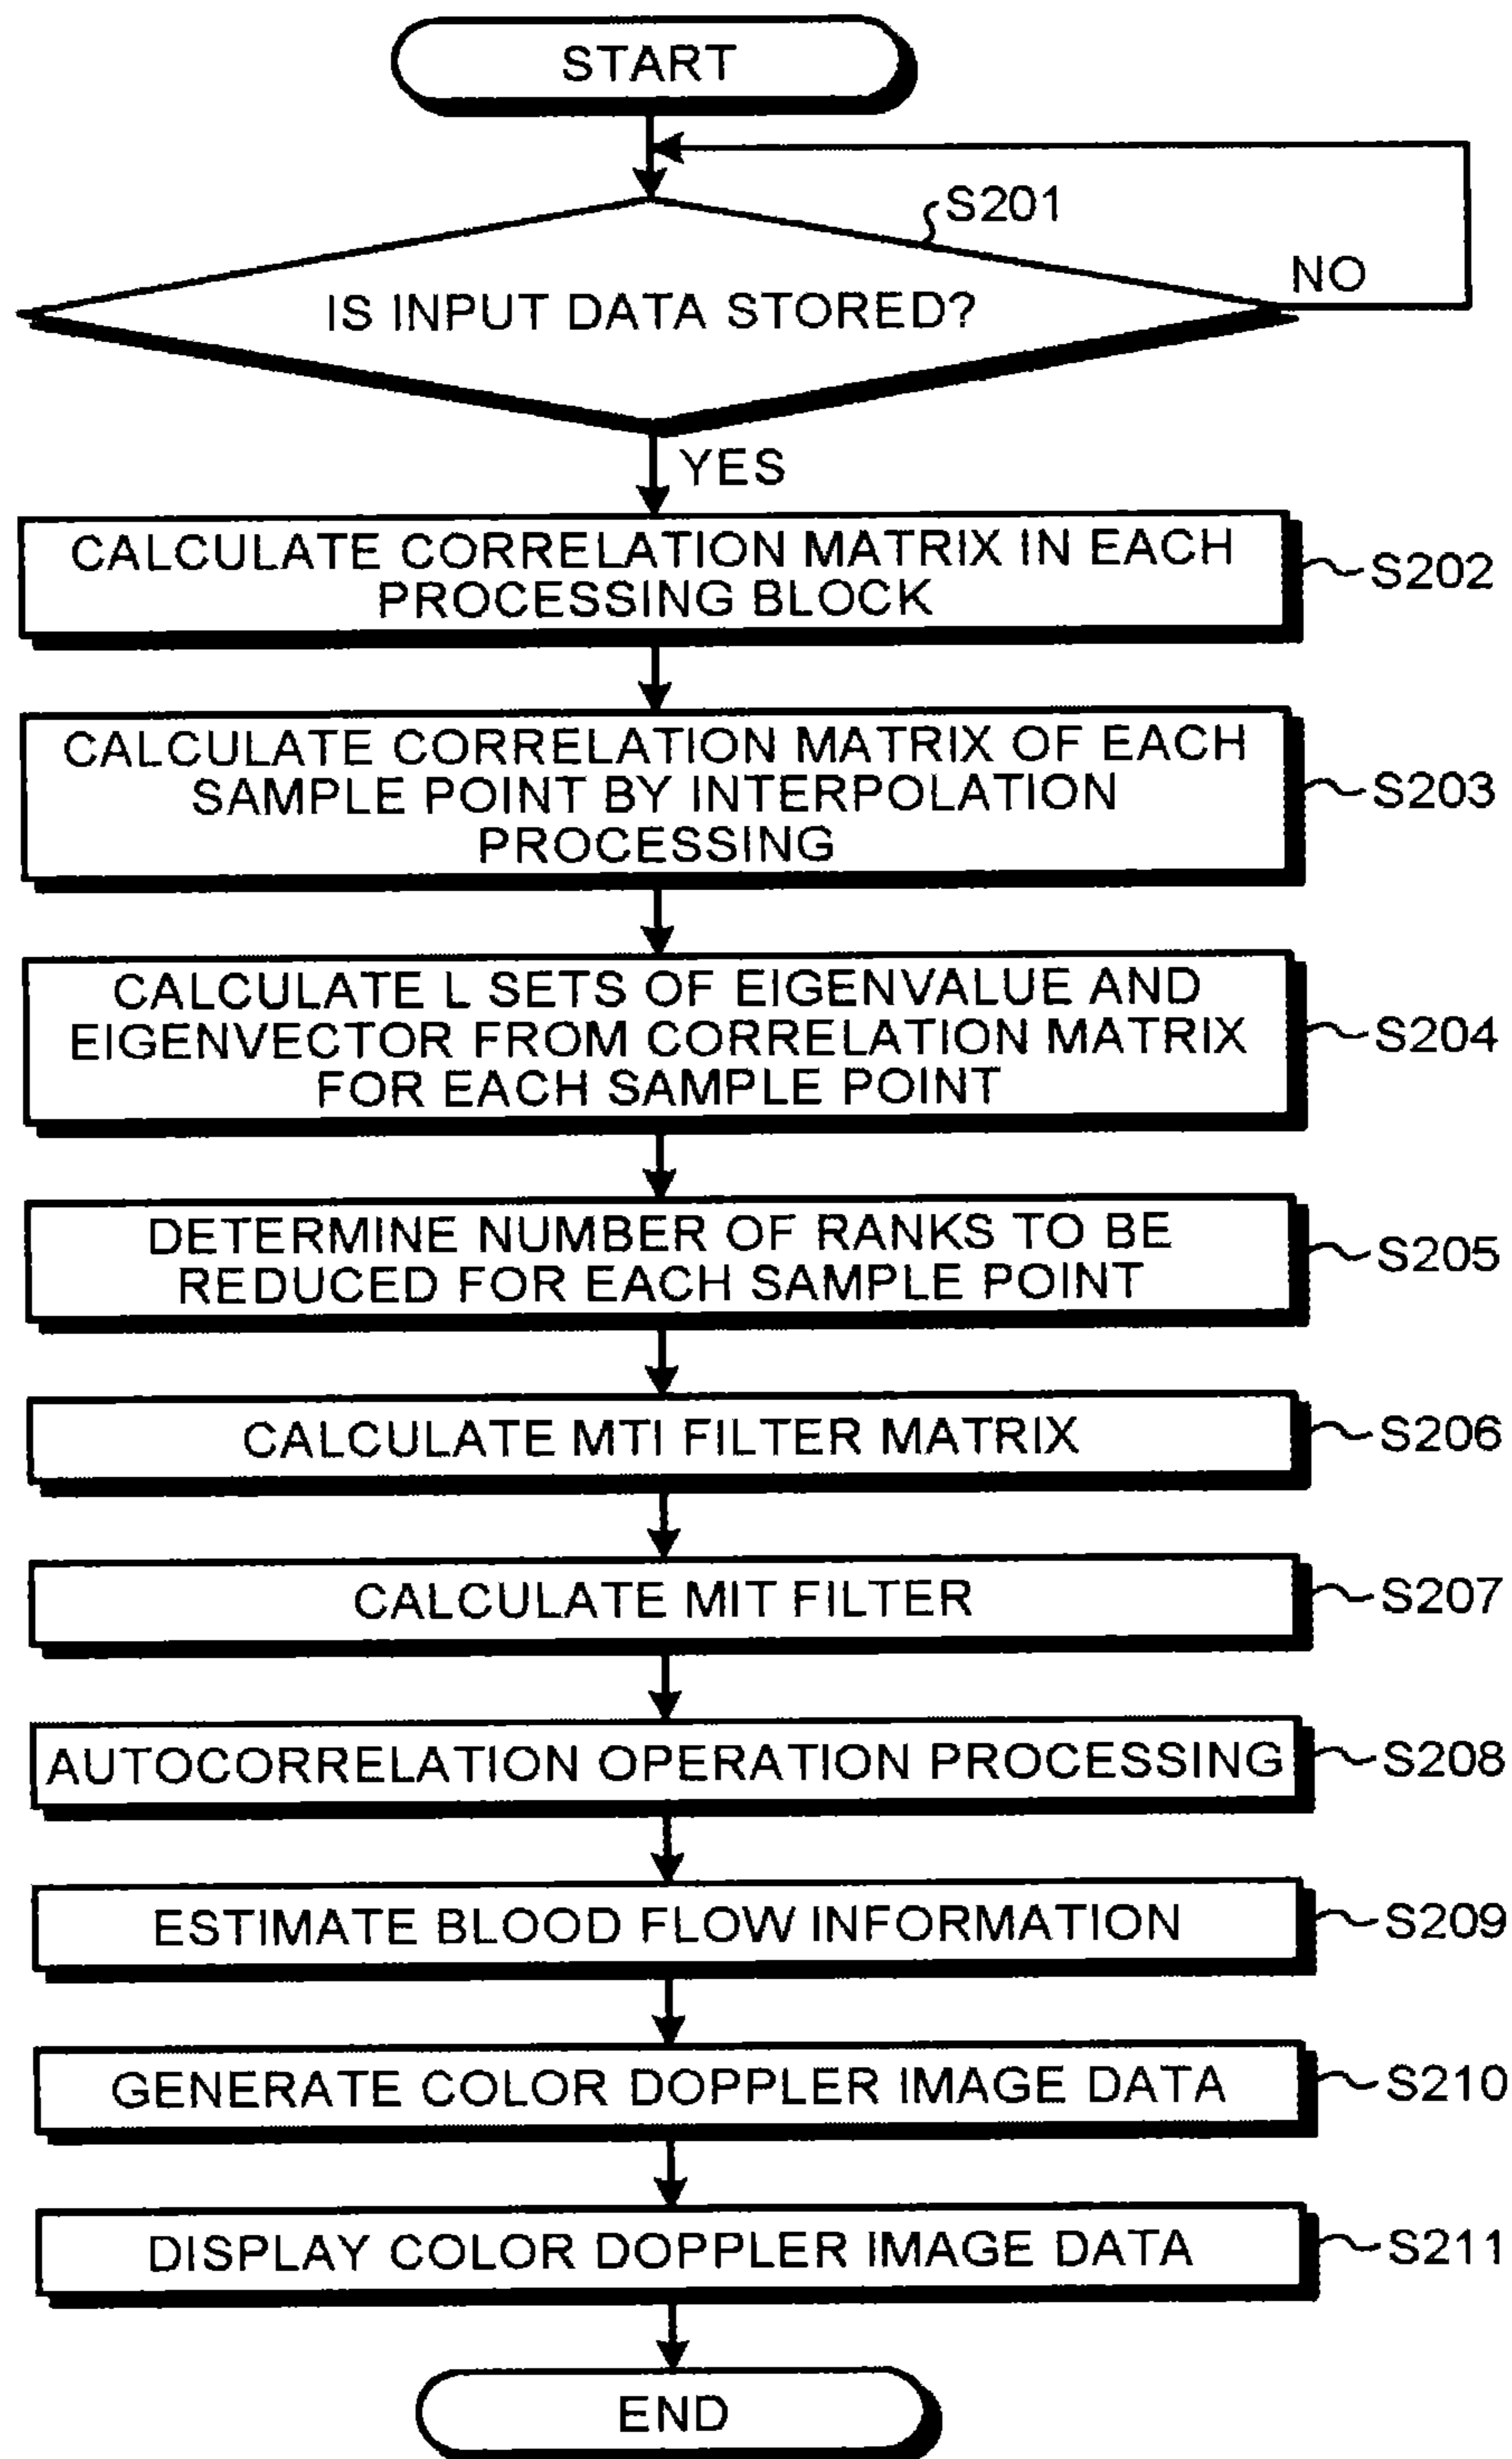 START
S201
NO
IS INPUT DATA STORED?
YES
CALCULATE CORRELATION MATRIX IN EACH
PROCESSING BLOCK
S202
CALCULATE CORRELATION MATRIX OF EACH
SAMPLE POINT BY INTERPOLATION
PROCESSING
S203
CALCULATE L SETS OF EIGENVALUE AND
EIGENVECTOR FROM CORRELATION MATRIX
FOR EACH SAMPLE POINT
S204
DETERMINE NUMBER OF RANKS TO BE
REDUCED FOR EACH SAMPLE POINT
S205
CALCULATE MTI FILTER MATRIX
S206
CALCULATE MIT FILTER
S207
AUTOCORRELATION OPERATION PROCESSING
S208
ESTIMATE BLOOD FLOW INFORMATION
S209
GENERATE COLOR DOPPLER IMAGE DATA
S210
DISPLAY COLOR DOPPLER IMAGE DATA
S211
END